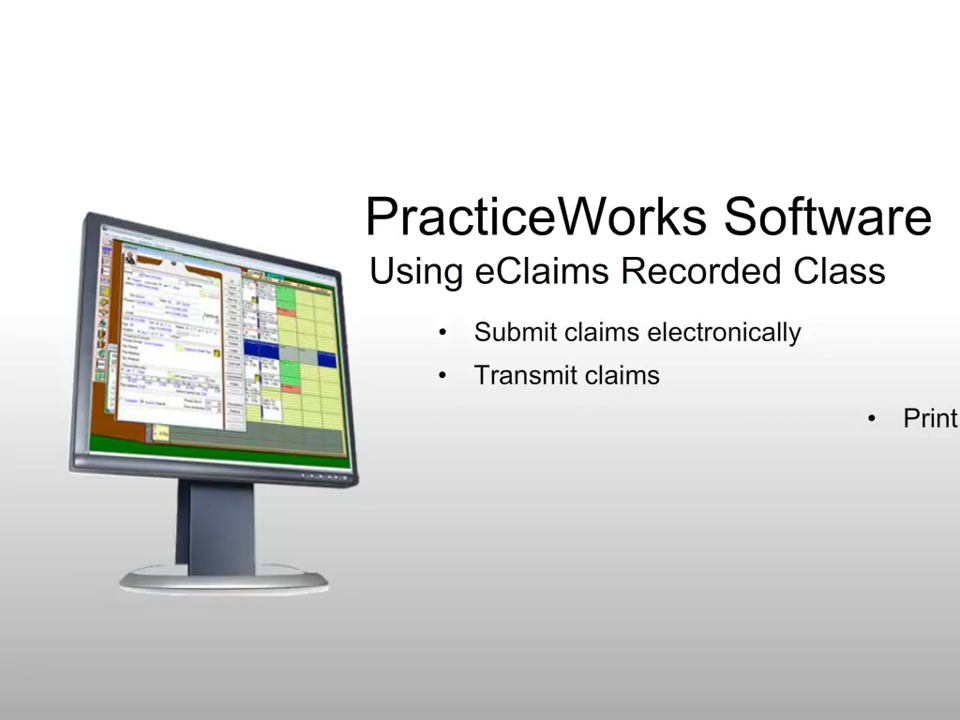 PracticeWorks Software
Using eClaims Recorded Class
• Submit claims electronically
• Transmit claims
• Print